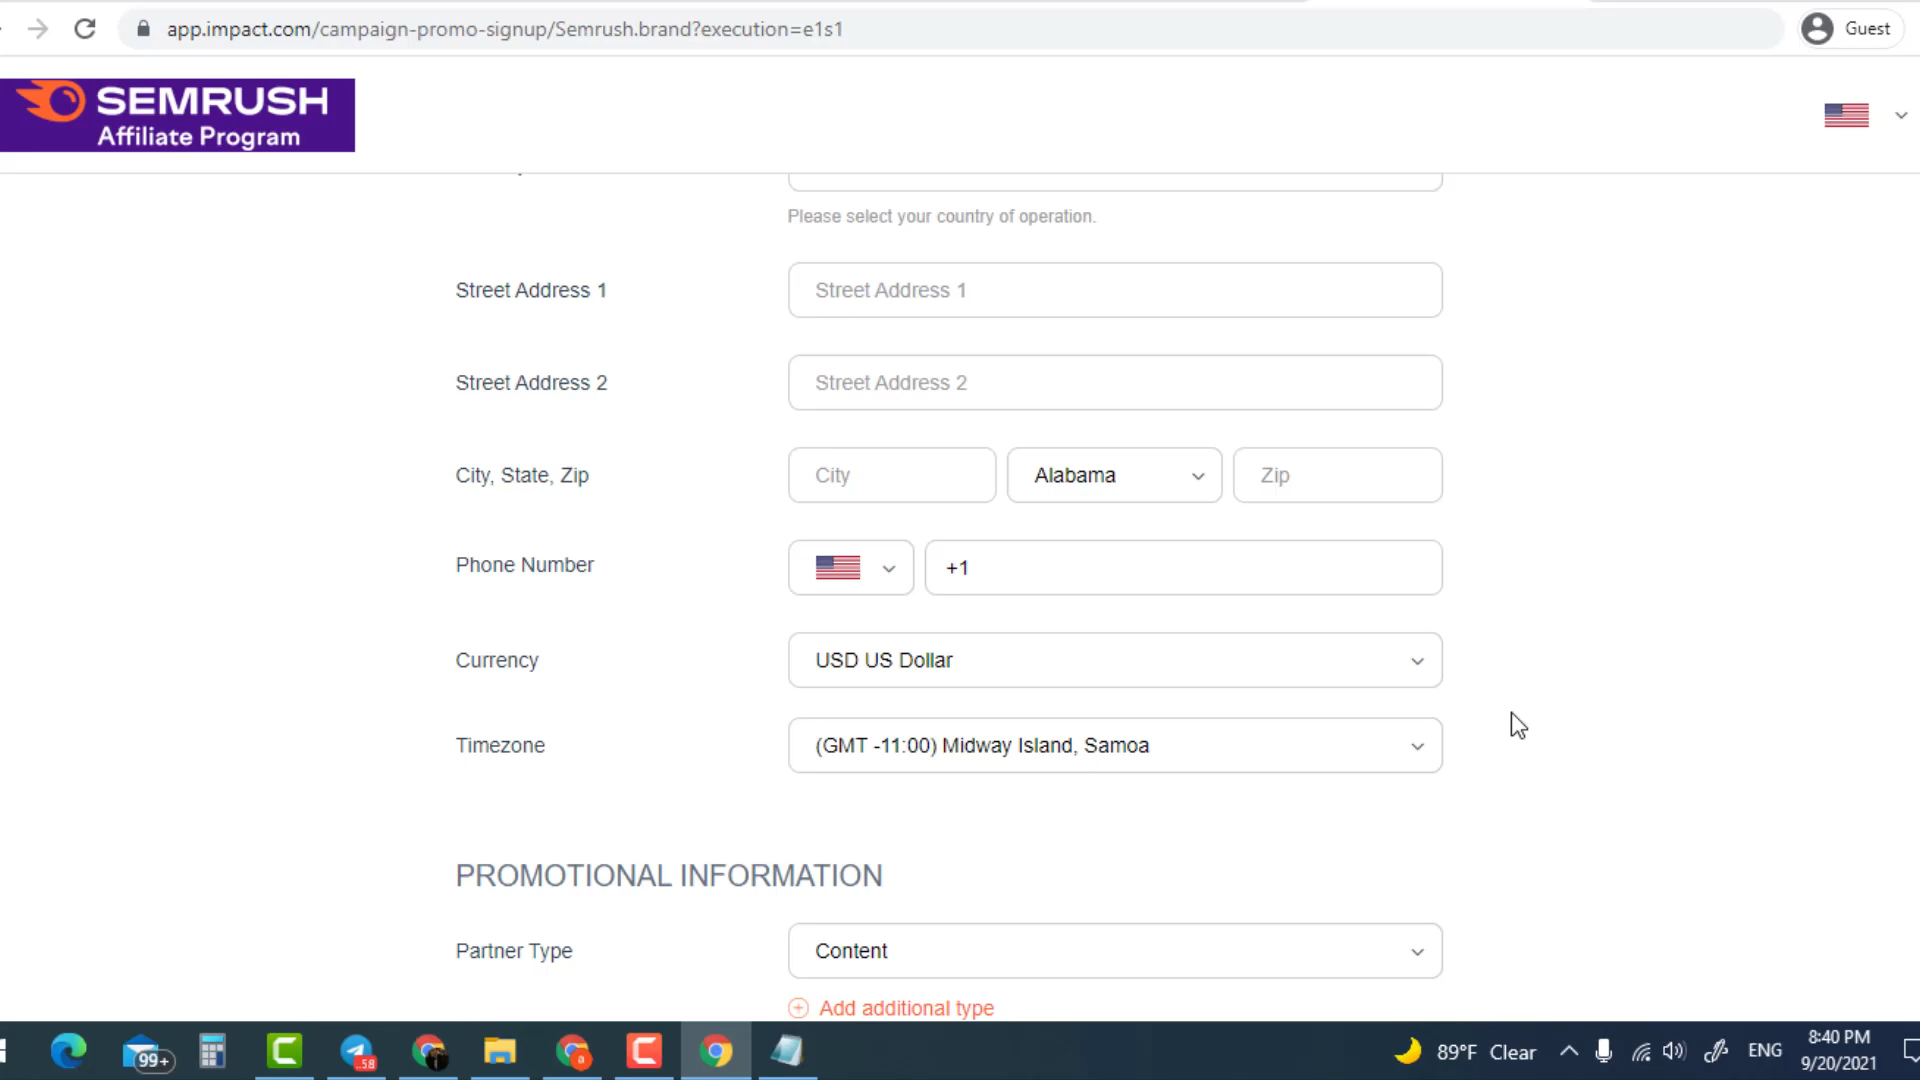 app.impact.com/campaign-promo-signup/Semrush.brand?execution=e1s1
Guest
SEMRUSH
Affiliate Program
Please select your country of operation.
Street Address 1
Street Address 1
Street Address 2
Street Address 2
City, State, Zip
City
Alabama
Zip
Phone Number
+1
Currency
USD US Dollar
Timezone
(GMT -11:00) Midway Island, Samoa
PROMOTIONAL INFORMATION
Partner Type
Content
Add additional type
99+
58
a
89°F Clear
ENG
8:40 PM
9/20/2021